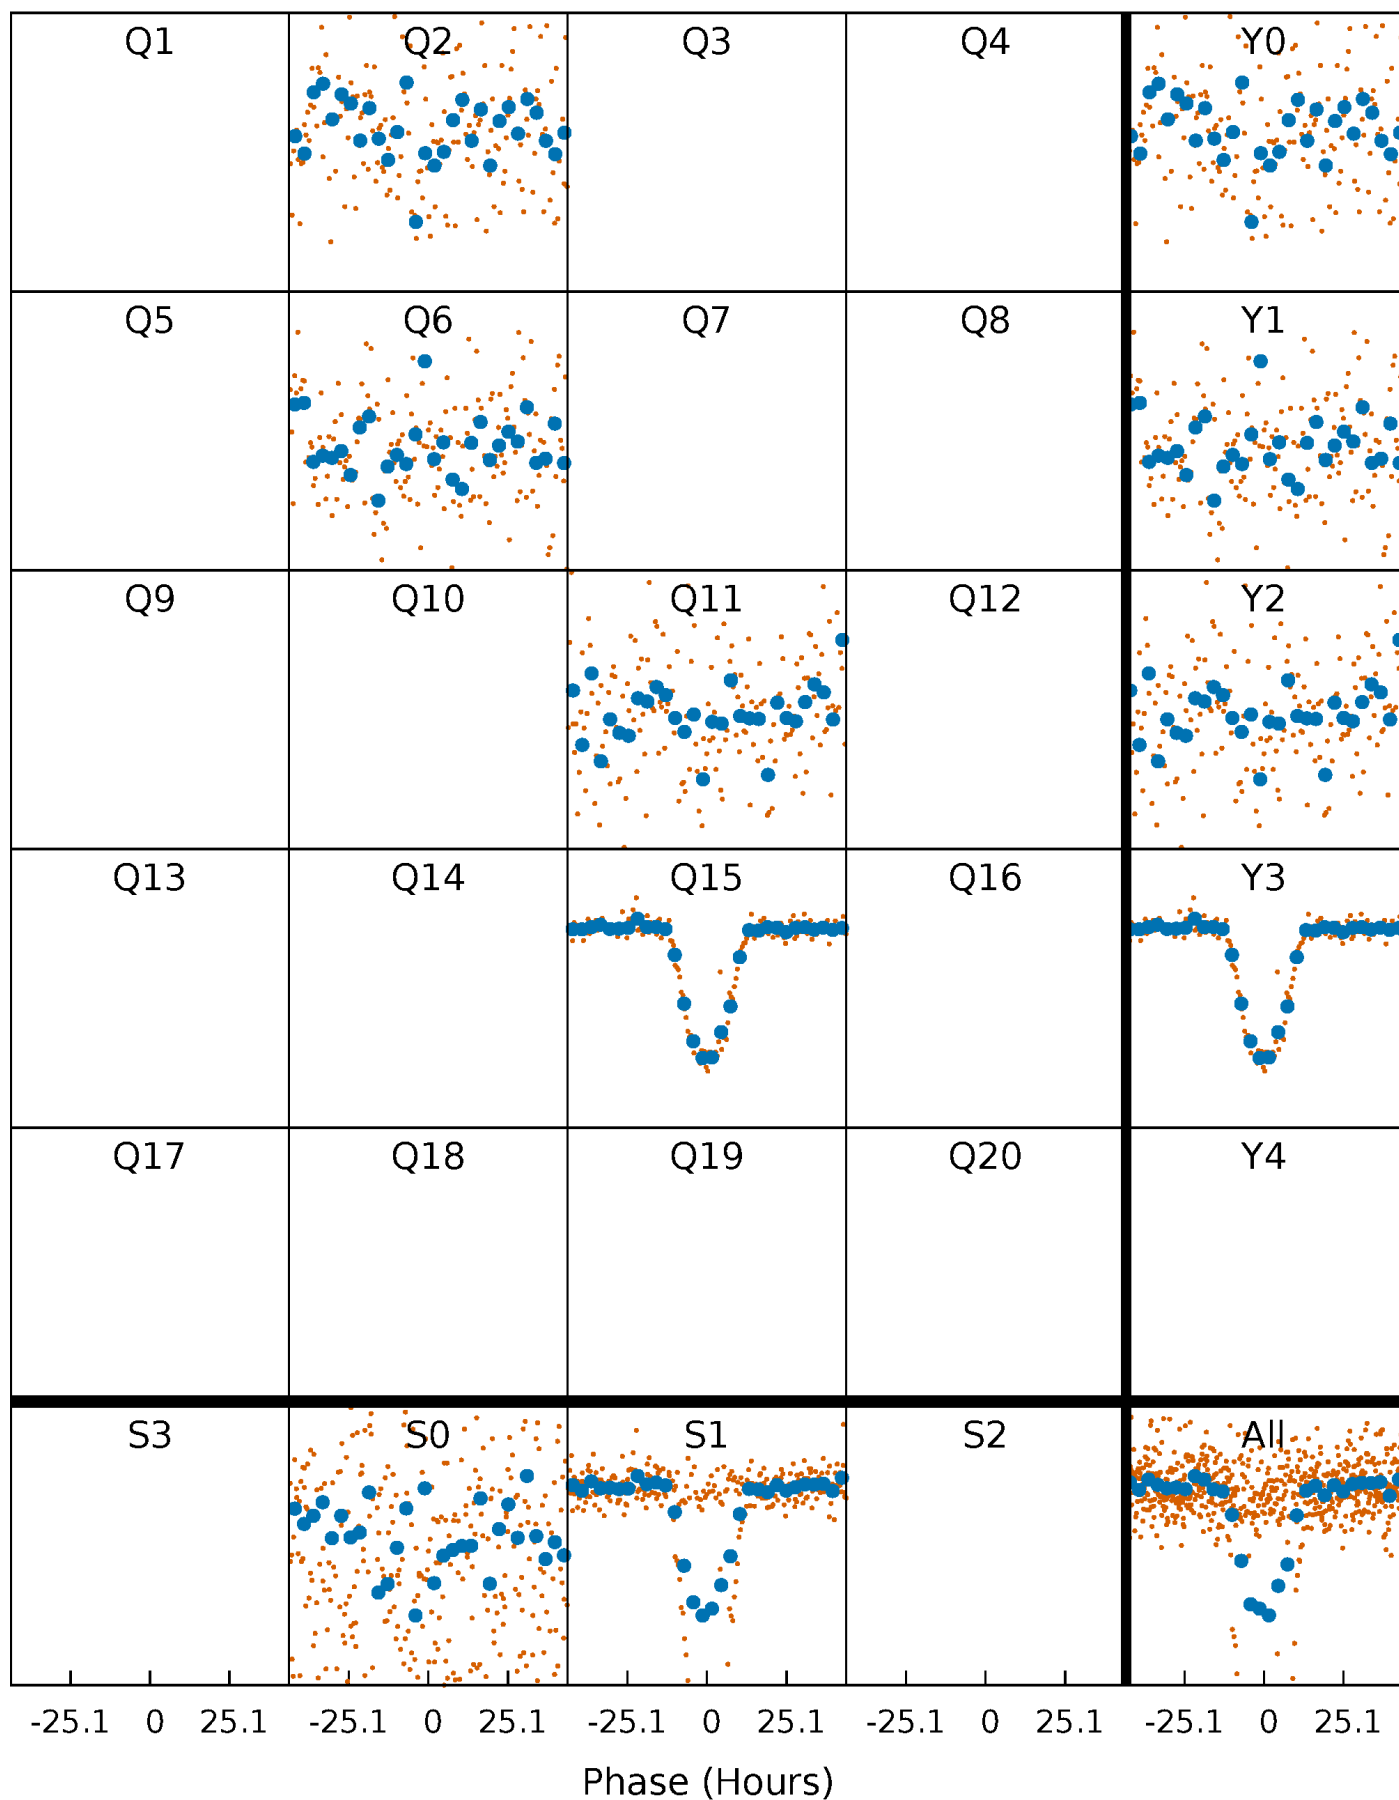 Q1 Q2 Q3 Q4 Y0
Q5 Q6 Q7 Q8 Y1
Q9 Q10 Q11 Q12 Y2
Q13 Q14 Q15 Q16 Y3
Q17 Q18 Q19 Q20 Y4
S3 S0 S1 S2 All
-25.1 0 25.1 -25.1 0 25.1 -25.1 0 25.1 -25.1 0 25.1 -25.1 0 25.1
Phase (Hours)